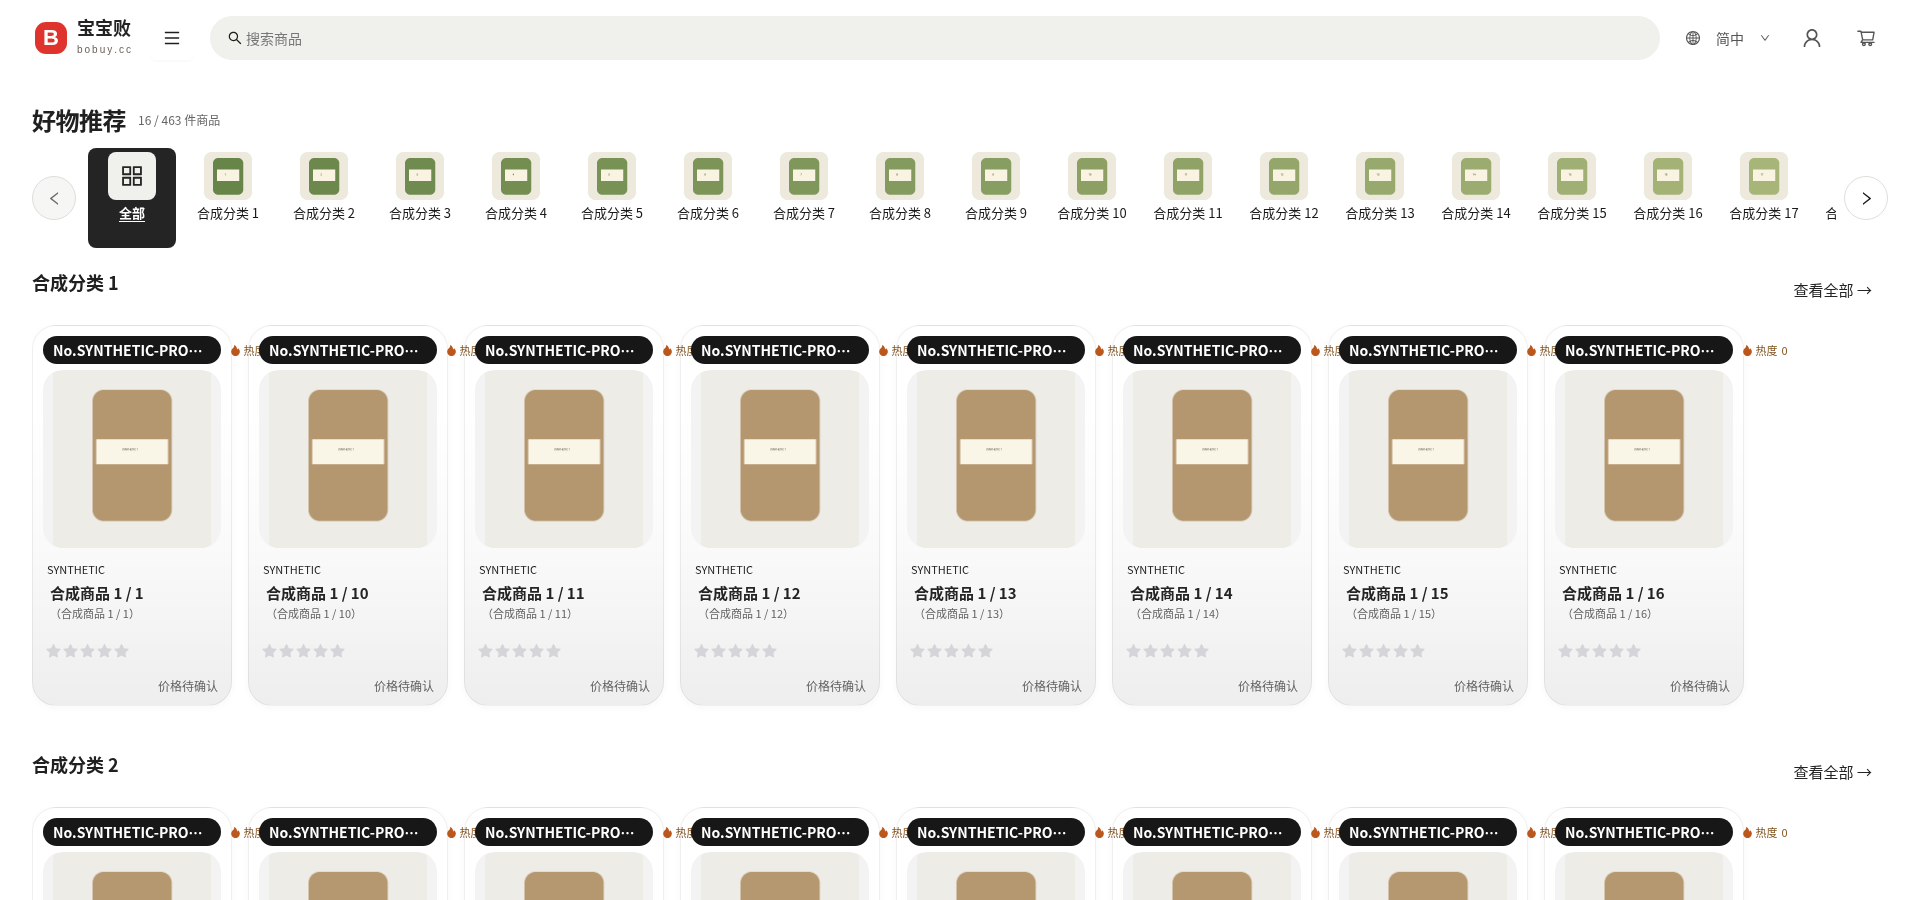 B 宝宝败
bobuy.cc
搜索商品
简中
好物推荐 16 / 463 件商品
全部 合成分类 1 合成分类 2 合成分类 3 合成分类 4 合成分类 5 合成分类 6 合成分类 7 合成分类 8 合成分类 9 合成分类 10 合成分类 11 合成分类 12 合成分类 13 合成分类 14 合成分类 15 合成分类 16 合成分类 17 合
合成分类 1
查看全部 →
No.SYNTHETIC-PRO··· 热 No.SYNTHETIC-PRO··· 热 No.SYNTHETIC-PRO··· 热 No.SYNTHETIC-PRO··· 热 No.SYNTHETIC-PRO··· 热 No.SYNTHETIC-PRO··· 热 No.SYNTHETIC-PRO··· 热 No.SYNTHETIC-PRO··· 热度 0
SYNTHETIC SYNTHETIC SYNTHETIC SYNTHETIC SYNTHETIC SYNTHETIC SYNTHETIC SYNTHETIC
合成商品 1 / 1 合成商品 1 / 10 合成商品 1 / 11 合成商品 1 / 12 合成商品 1 / 13 合成商品 1 / 14 合成商品 1 / 15 合成商品 1 / 16
（合成商品 1 / 1） （合成商品 1 / 10） （合成商品 1 / 11） （合成商品 1 / 12） （合成商品 1 / 13） （合成商品 1 / 14） （合成商品 1 / 15） （合成商品 1 / 16）
价格待确认 价格待确认 价格待确认 价格待确认 价格待确认 价格待确认 价格待确认 价格待确认
合成分类 2
查看全部 →
No.SYNTHETIC-PRO··· 热 No.SYNTHETIC-PRO··· 热 No.SYNTHETIC-PRO··· 热 No.SYNTHETIC-PRO··· 热 No.SYNTHETIC-PRO··· 热 No.SYNTHETIC-PRO··· 热 No.SYNTHETIC-PRO··· 热 No.SYNTHETIC-PRO··· 热度 0